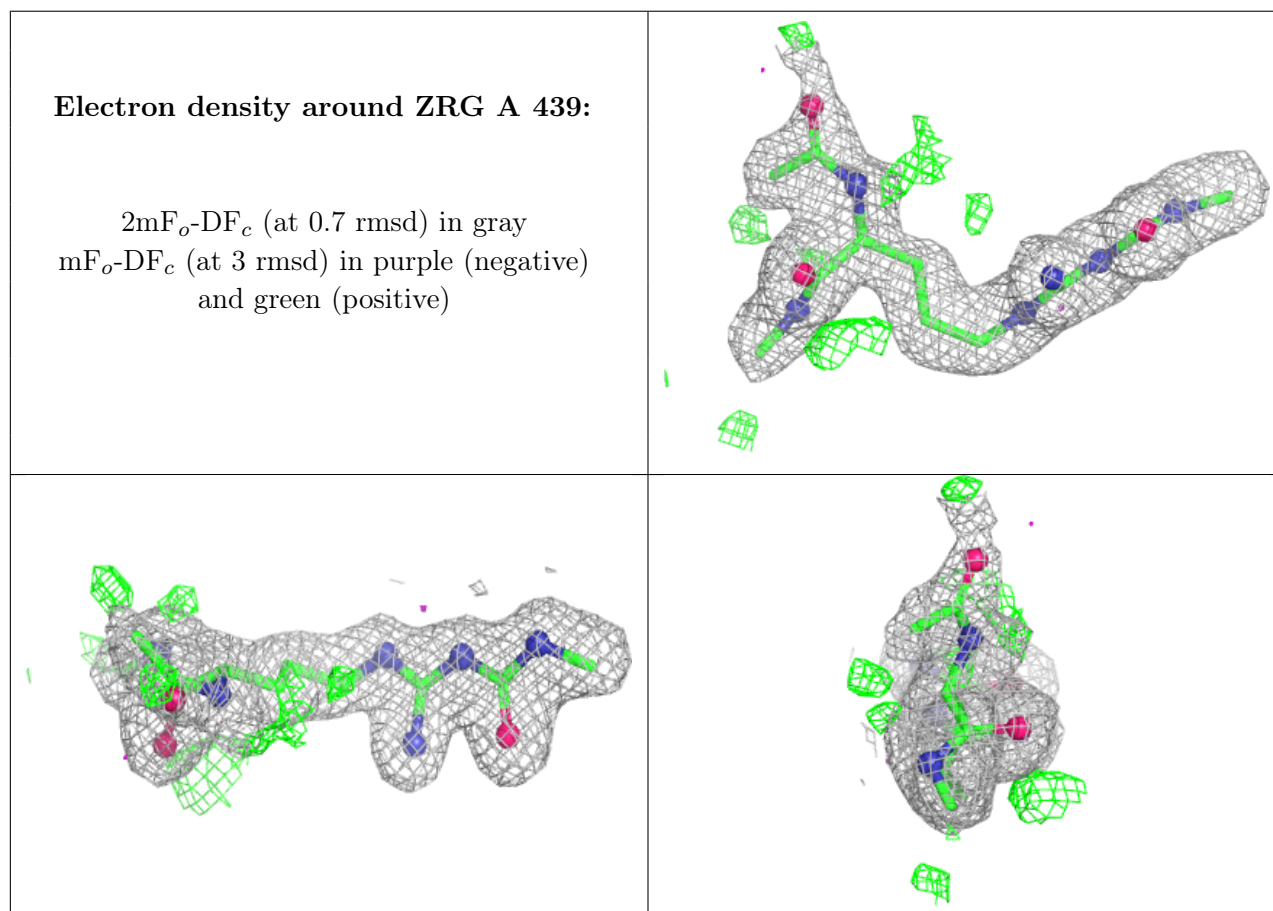 Electron density around ZRG A 439:
2mFo-DFc (at 0.7 rmsd) in gray
mFo-DFc (at 3 rmsd) in purple (negative)
and green (positive)